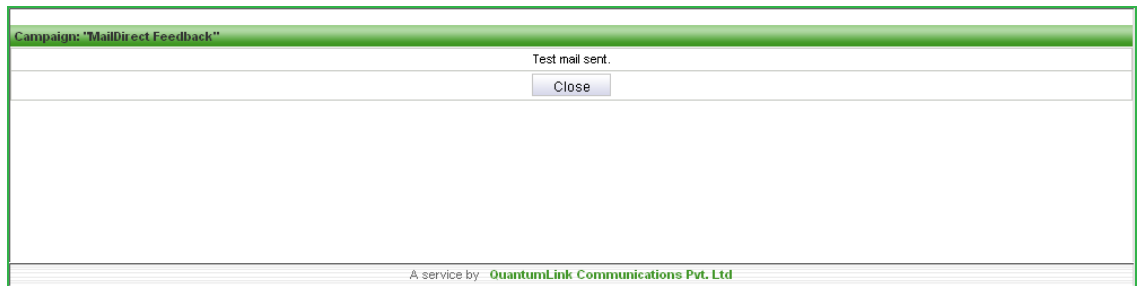 Campaign: "MailDirect Feedback"
Test mail sent.
Close
A service by QuantumLink Communications Pvt. Ltd